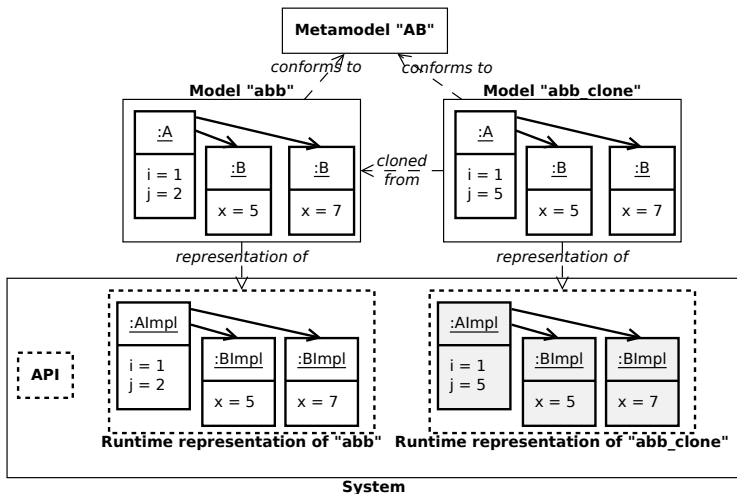 Metamodel "AB"
conforms to
conforms to
Model "abb"
Model "abb_clone"
:A
i = 1
j = 2
:B
x = 5
:B
x = 7
cloned
from
:A
i = 1
j = 5
:B
x = 5
:B
x = 7
representation of
representation of
API
:AImpl
i = 1
j = 2
:BImpl
x = 5
:BImpl
x = 7
:AImpl
i = 1
j = 5
:BImpl
x = 5
:BImpl
x = 7
Runtime representation of "abb"
Runtime representation of "abb_clone"
System